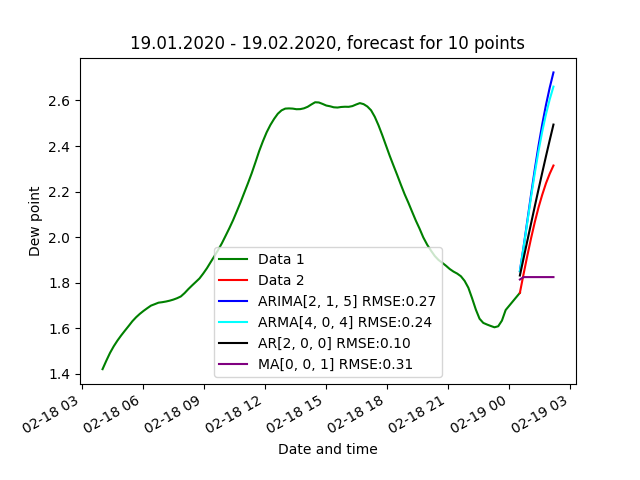 19.01.2020 - 19.02.2020, forecast for 10 points
Dew point
2.6
2.4
2.2
2.0
1.8
1.6
1.4
Data 1
Data 2
ARIMA[2, 1, 5] RMSE:0.27
ARMA[4, 0, 4] RMSE:0.24
AR[2, 0, 0] RMSE:0.10
MA[0, 0, 1] RMSE:0.31
02-18 03
02-18 06
02-18 09
02-18 12
02-18 15
02-18 18
02-18 21
02-19 00
02-19 03
Date and time